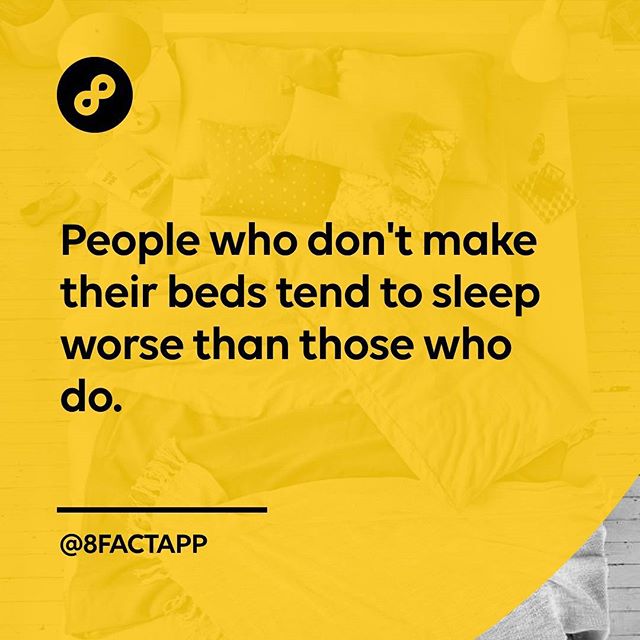 People who don't make
their beds tend to sleep
worse than those who
do.
@8FACTAPP